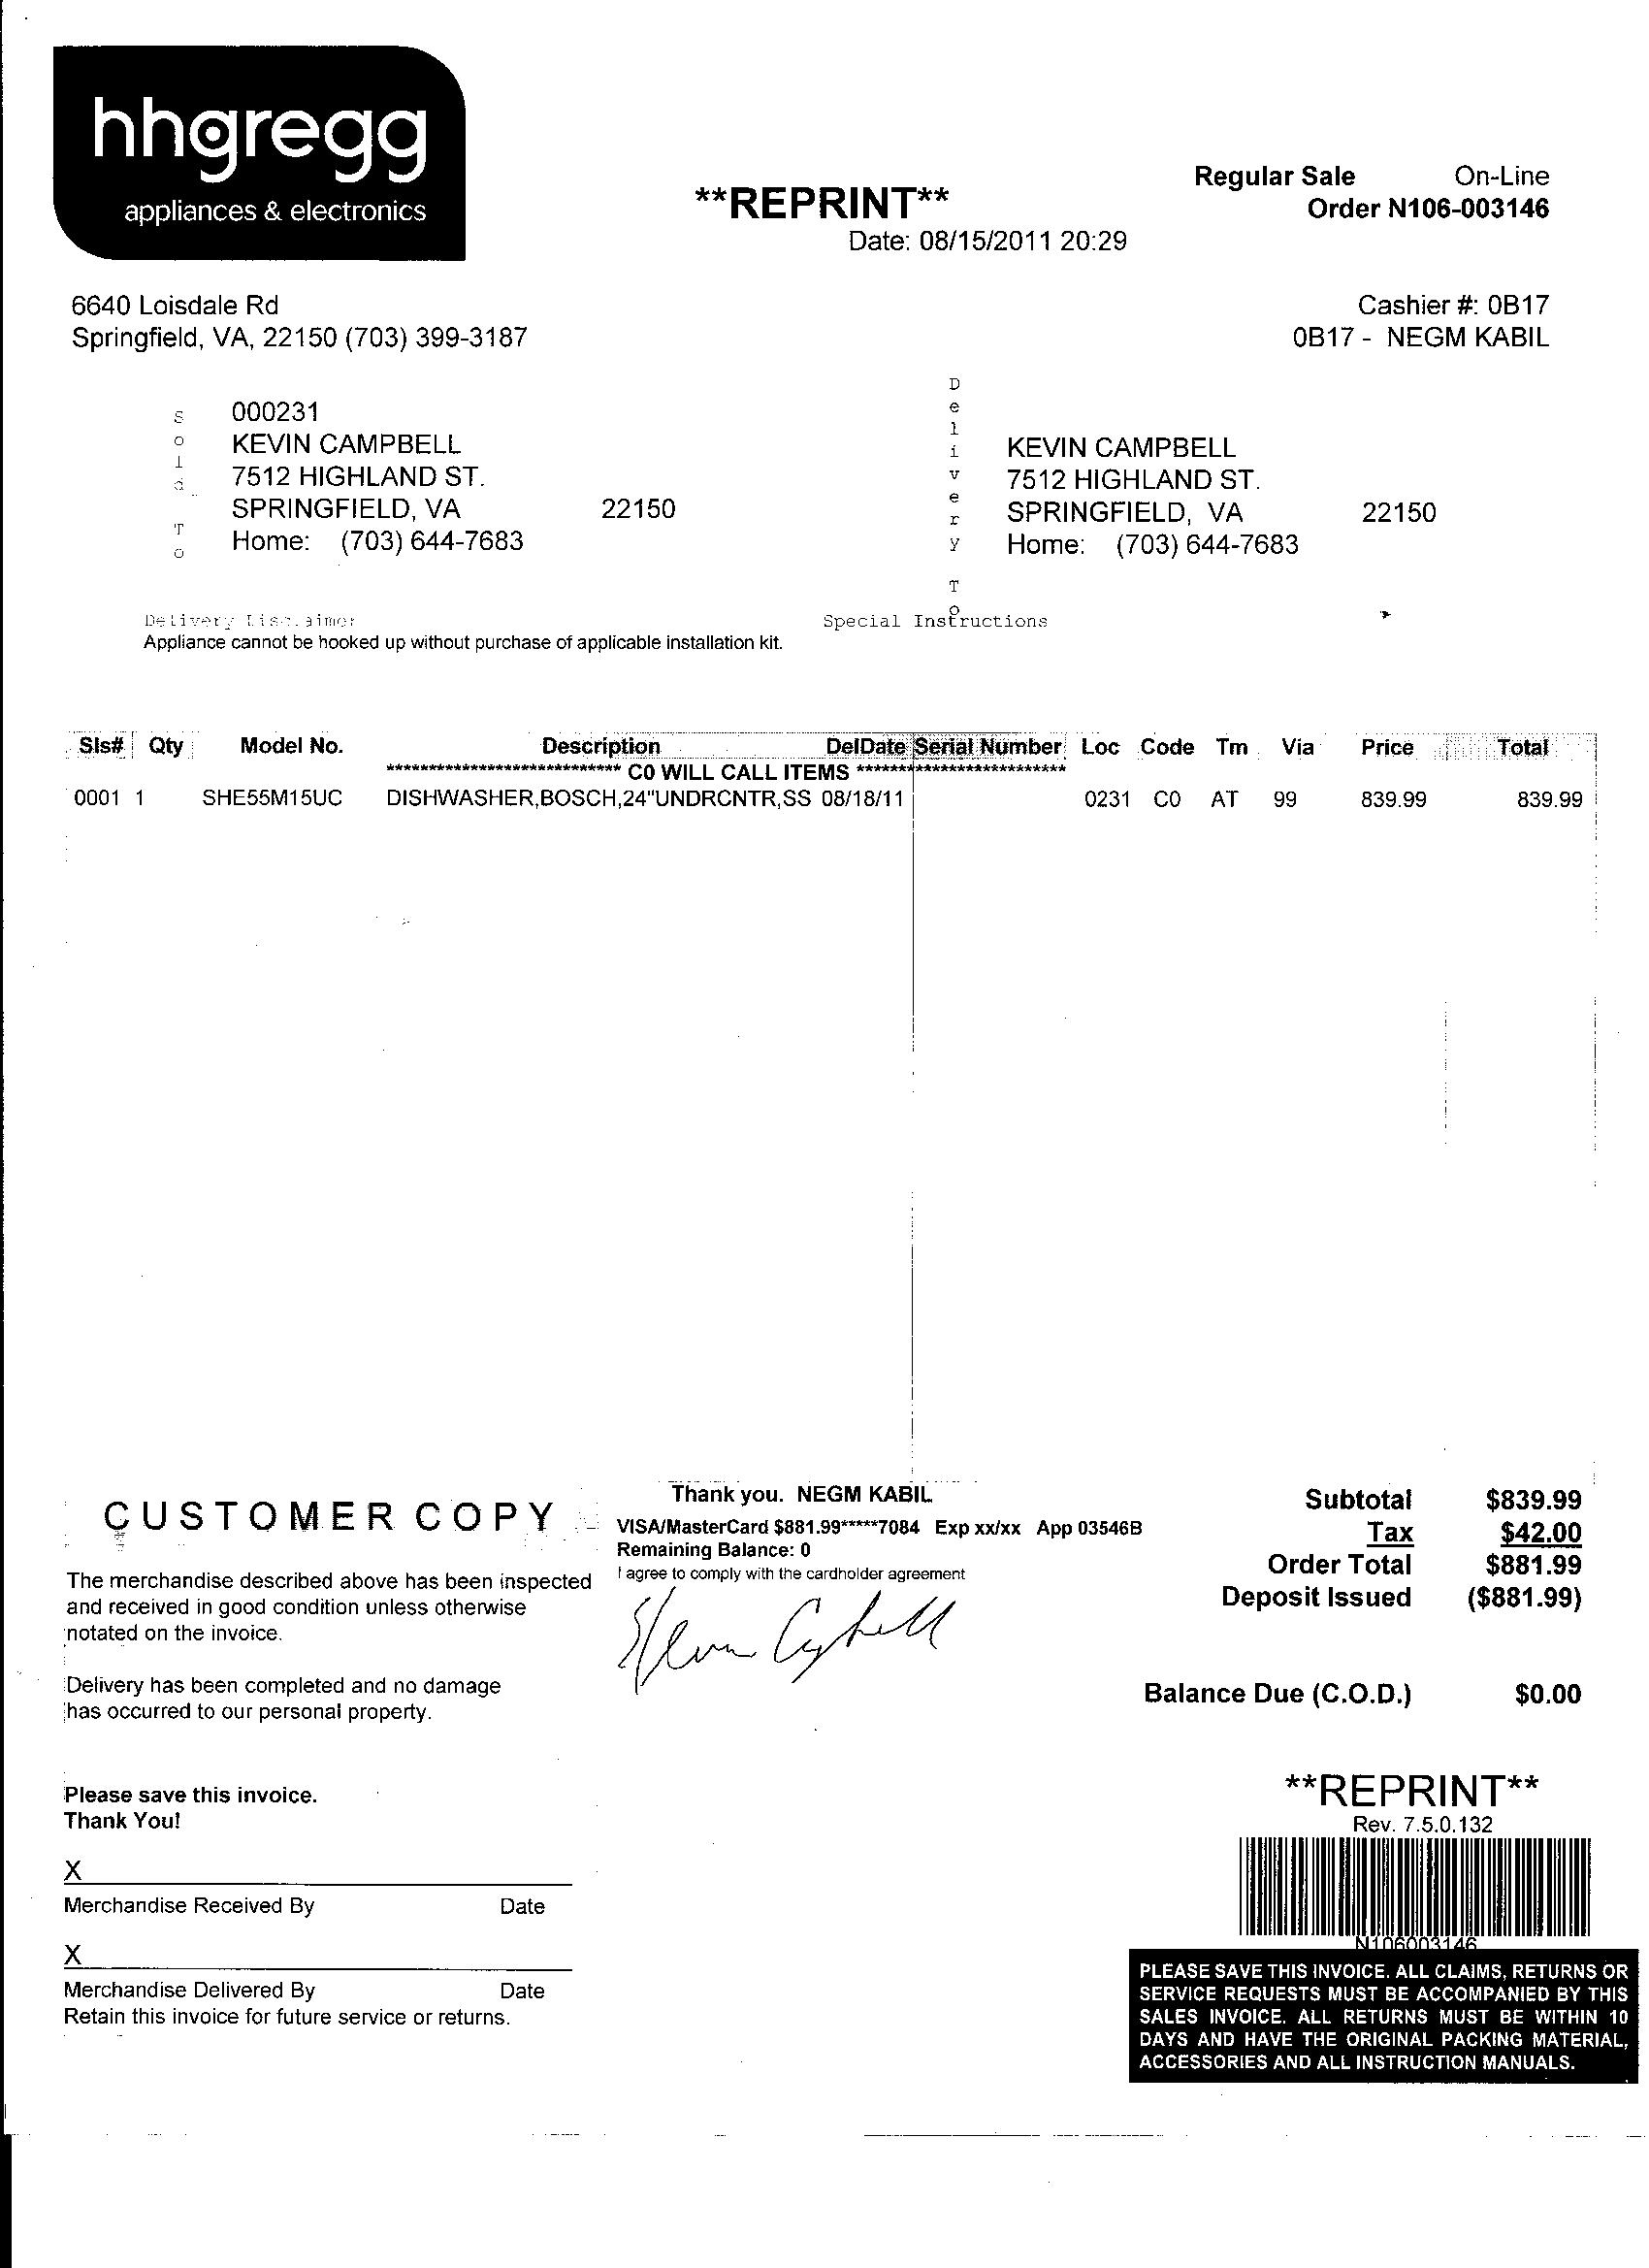 hhgregg
appliances & electronics
**REPRINT**
Date: 08/15/2011 20:29
Regular Sale On-Line
Order N106-003146
6640 Loisdale Rd
Springfield, VA, 22150 (703) 399-3187
Cashier #: 0B17
0B17 - NEGM KABIL
Sold To
000231
KEVIN CAMPBELL
7512 HIGHLAND ST.
SPRINGFIELD, VA 22150
Home: (703) 644-7683
Delivery To
KEVIN CAMPBELL
7512 HIGHLAND ST.
SPRINGFIELD, VA 22150
Home: (703) 644-7683
Delivery Disclaimer
Appliance cannot be hooked up without purchase of applicable installation kit.
Special Instructions
Sls# Qty Model No. Description DelDate Serial Number Loc Code Tm Via Price Total
**************************** C0 WILL CALL ITEMS *************************
0001 1 SHE55M15UC DISHWASHER,BOSCH,24"UNDRCNTR,SS 08/18/11 0231 C0 AT 99 839.99 839.99
CUSTOMER COPY
The merchandise described above has been inspected
and received in good condition unless otherwise
notated on the invoice.
Delivery has been completed and no damage
has occurred to our personal property.
Please save this invoice.
Thank You!
X
Merchandise Received By Date
X
Merchandise Delivered By Date
Retain this invoice for future service or returns.
Thank you. NEGM KABIL
VISA/MasterCard $881.99*****7084 Exp xx/xx App 03546B
Remaining Balance: 0
I agree to comply with the cardholder agreement
Subtotal $839.99
Tax $42.00
Order Total $881.99
Deposit Issued ($881.99)
Balance Due (C.O.D.) $0.00
**REPRINT**
Rev. 7.5.0.132
N106003146
PLEASE SAVE THIS INVOICE. ALL CLAIMS, RETURNS OR
SERVICE REQUESTS MUST BE ACCOMPANIED BY THIS
SALES INVOICE. ALL RETURNS MUST BE WITHIN 10
DAYS AND HAVE THE ORIGINAL PACKING MATERIAL,
ACCESSORIES AND ALL INSTRUCTION MANUALS.